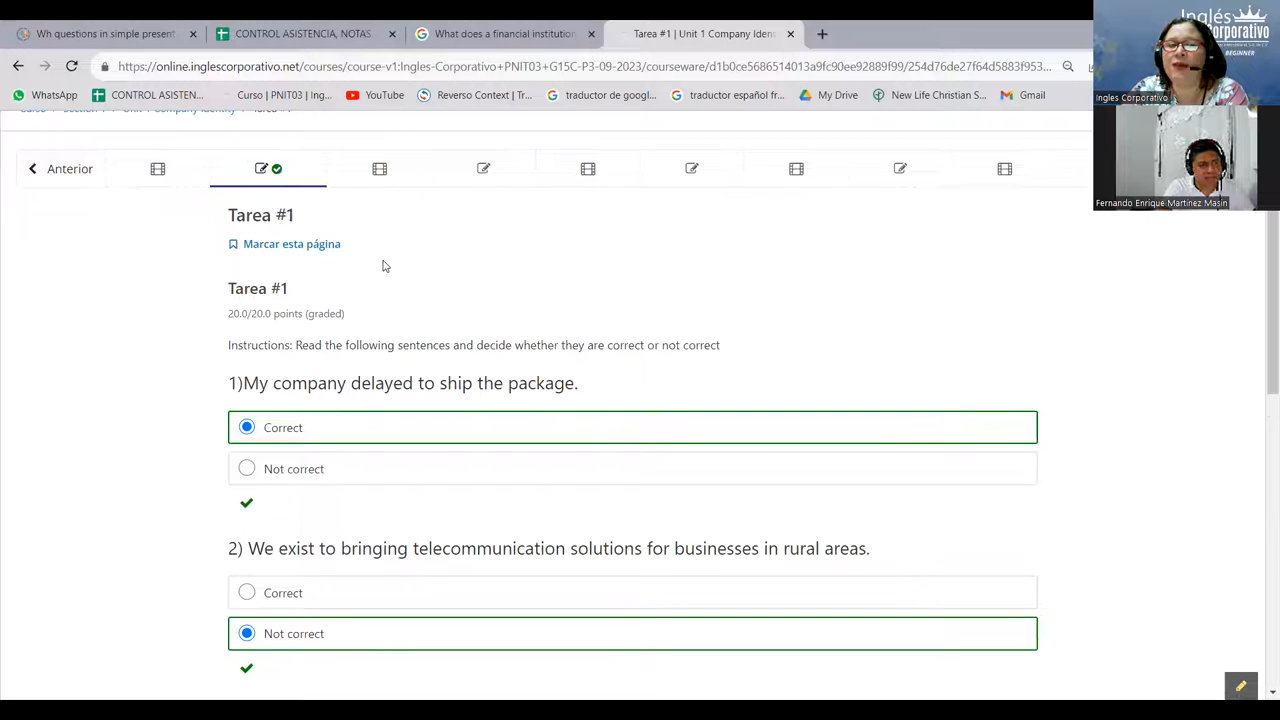 Wh questions in simple present
CONTROL ASISTENCIA, NOTAS
What does a financial institution
Tarea #1 | Unit 1 Company Iden
https://online.inglescorporativo.net/courses/course-v1:Ingles-Corporativo+PNIT03+G15C-P3-03-2023/courseware/
WhatsApp
CONTROL ASISTEN...
Curso | PNIT03 | Ing...
YouTube
Context | Tr...
traductor de googl...
traductor español fr...
My Drive
New Life Christian S...
Gmail
Inglés
Corporativo
BEGINNER
Ingles Corporativo
Fernando Enrique Martinez Masin
Anterior
Tarea #1
Marcar esta página
Tarea #1
20.0/20.0 points (graded)
Instructions: Read the following sentences and decide whether they are correct or not correct
1)My company delayed to ship the package.
Correct
Not correct
2) We exist to bringing telecommunication solutions for businesses in rural areas.
Correct
Not correct